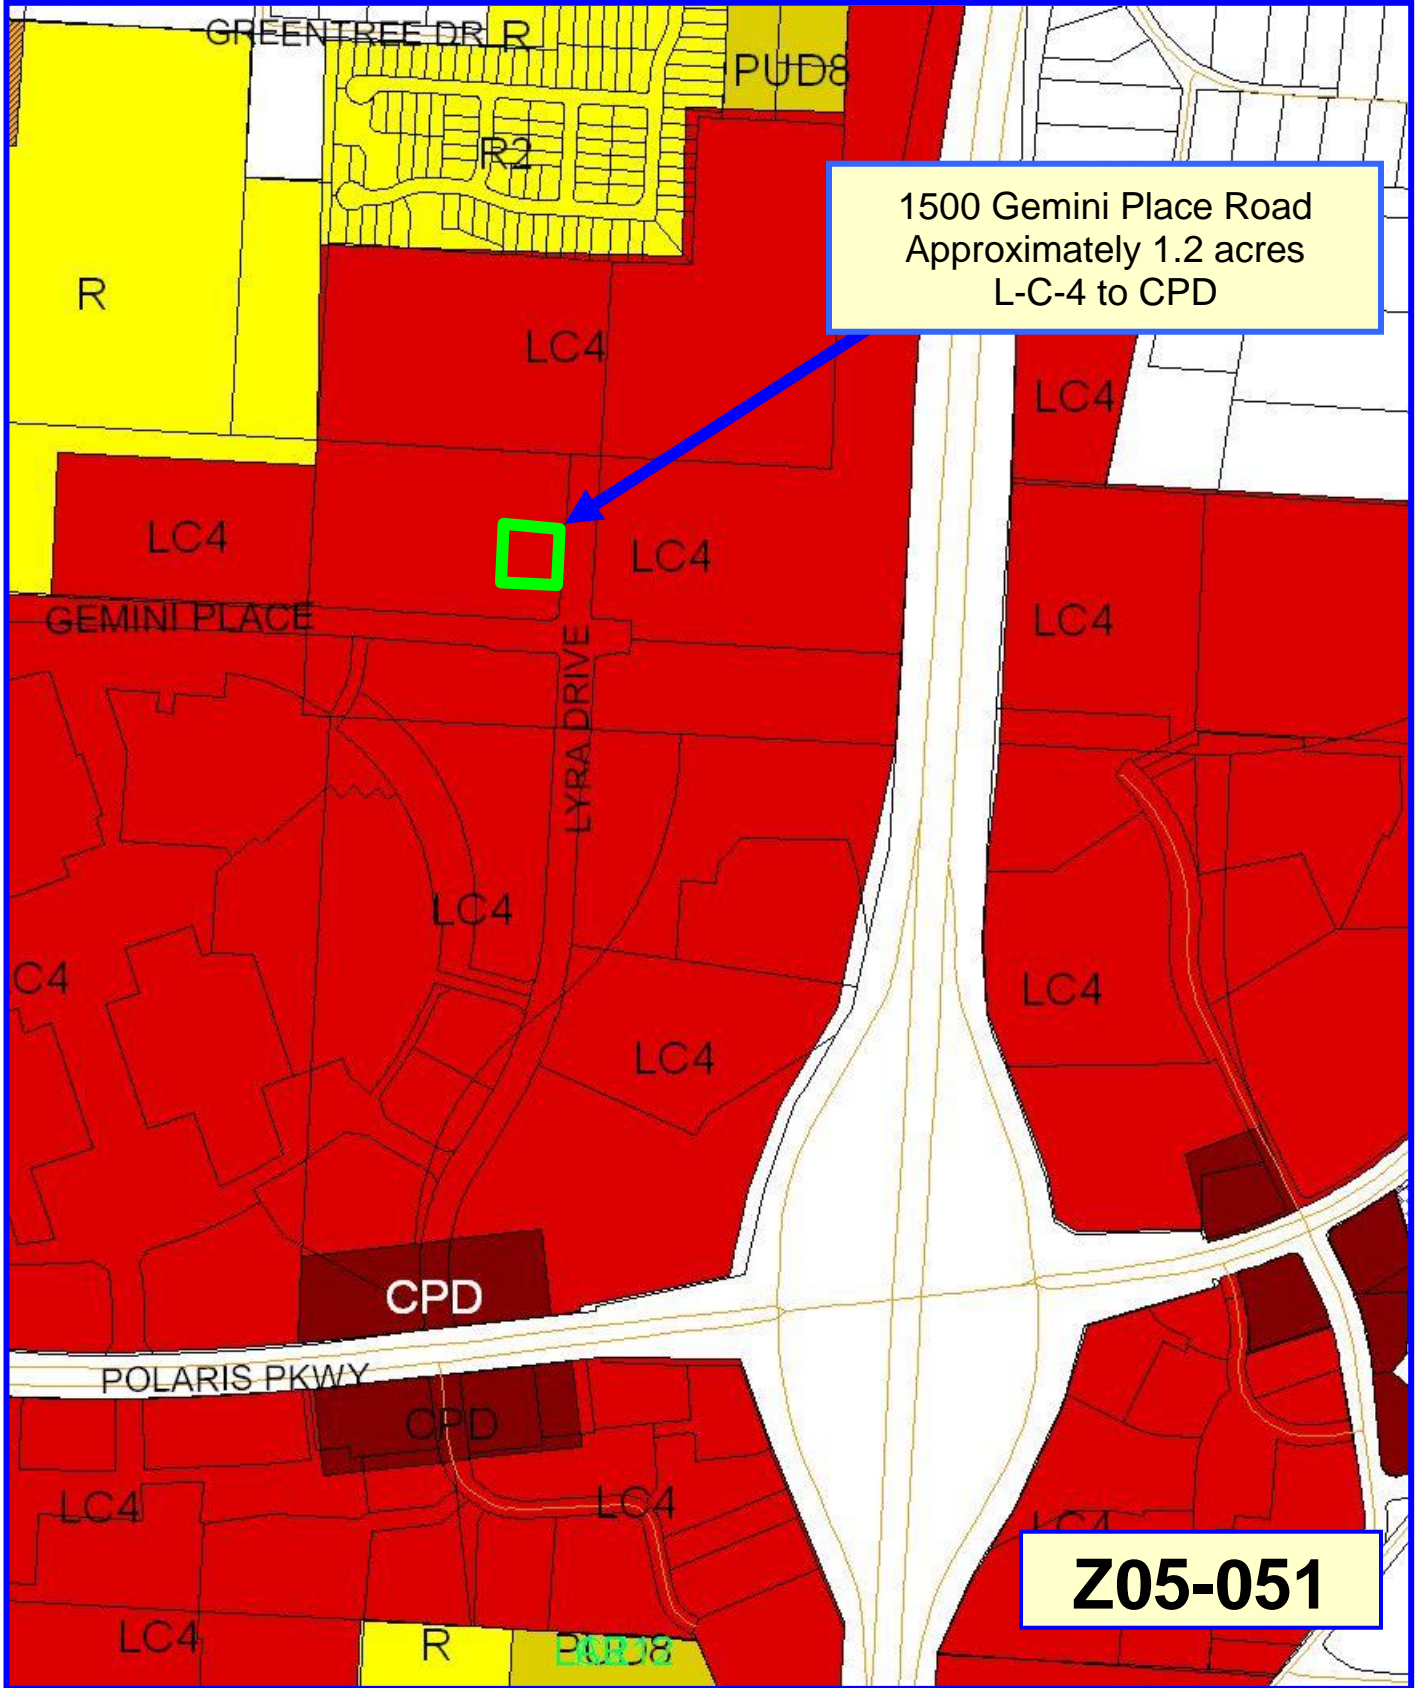 GREENTREE DR
R
PUD8
R2
1500 Gemini Place Road
Approximately 1.2 acres
L-C-4 to CPD
R
LC4
LC4
LC4
LC4
LC4
GEMINI PLACE
LYRA DRIVE
LC4
C4
LC4
LC4
CPD
POLARIS PKWY
CPD
LC4
LC4
LC4
Z05-051
LC4
R